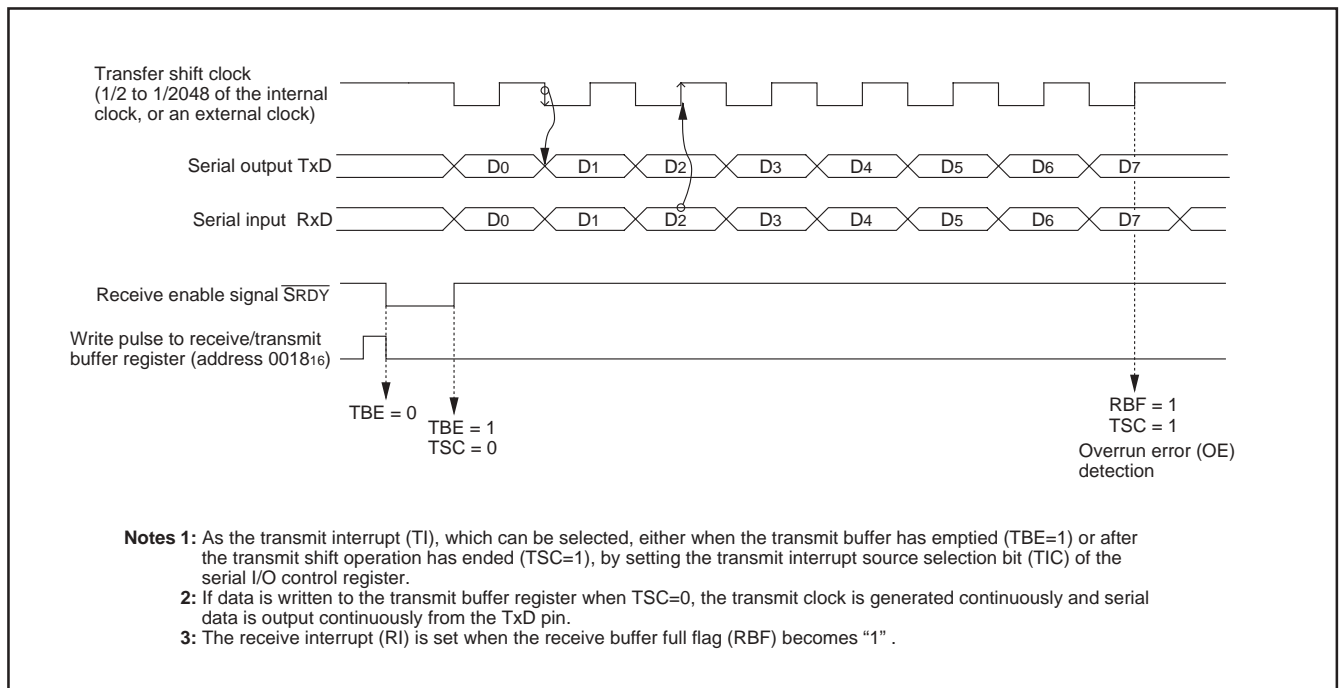 Transfer shift clock
(1/2 to 1/2048 of the internal
clock, or an external clock)
Serial output TxD
D0 D1 D2 D3 D4 D5 D6 D7
Serial input RxD
D0 D1 D2 D3 D4 D5 D6 D7
Receive enable signal S̅R̅D̅Y̅
Write pulse to receive/transmit
buffer register (address 001816)
TBE = 0
TBE = 1
TSC = 0
RBF = 1
TSC = 1
Overrun error (OE)
detection
Notes 1: As the transmit interrupt (TI), which can be selected, either when the transmit buffer has emptied (TBE=1) or after
the transmit shift operation has ended (TSC=1), by setting the transmit interrupt source selection bit (TIC) of the
serial I/O control register.
2: If data is written to the transmit buffer register when TSC=0, the transmit clock is generated continuously and serial
data is output continuously from the TxD pin.
3: The receive interrupt (RI) is set when the receive buffer full flag (RBF) becomes “1” .